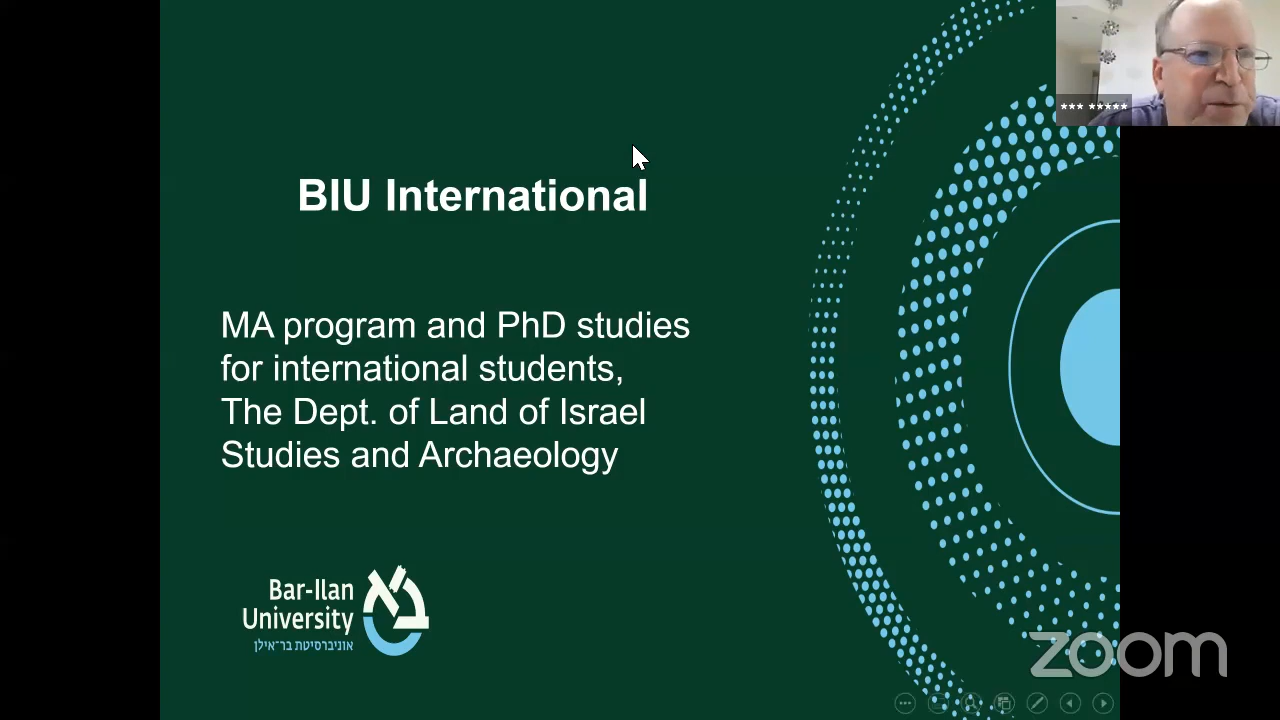 *** *****
BIU International
MA program and PhD studies
for international students,
The Dept. of Land of Israel
Studies and Archaeology
Bar-Ilan
University
אוניברסיטת בר־אילן
zoom